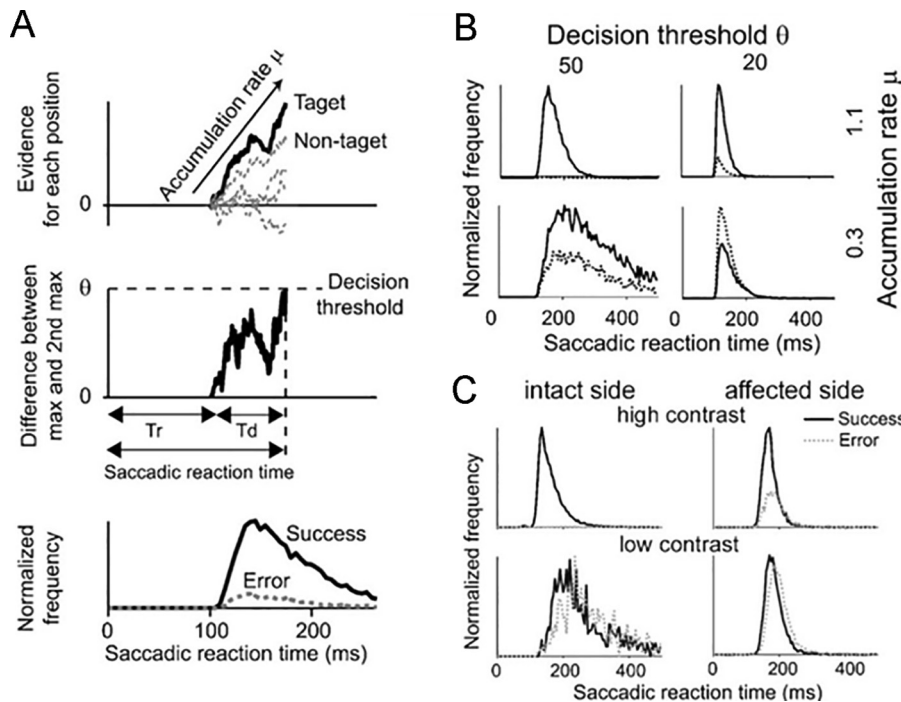 A
Evidence
for each position
0
Accumulation rate μ
Taget
Non-taget
Difference between
max and 2nd max
θ
0
Decision
threshold
Tr
Td
Saccadic reaction time
Normalized
frequency
Success
Error
0
100
200
Saccadic reaction time (ms)
B
Decision threshold θ
50
20
Normalized frequency
1.1
0.3
Accumulation rate μ
0
200
400
0
200
400
Saccadic reaction time (ms)
C
intact side
affected side
high contrast
Success
Error
low contrast
Normalized frequency
0
200
400
0
200
400
Saccadic reaction time (ms)